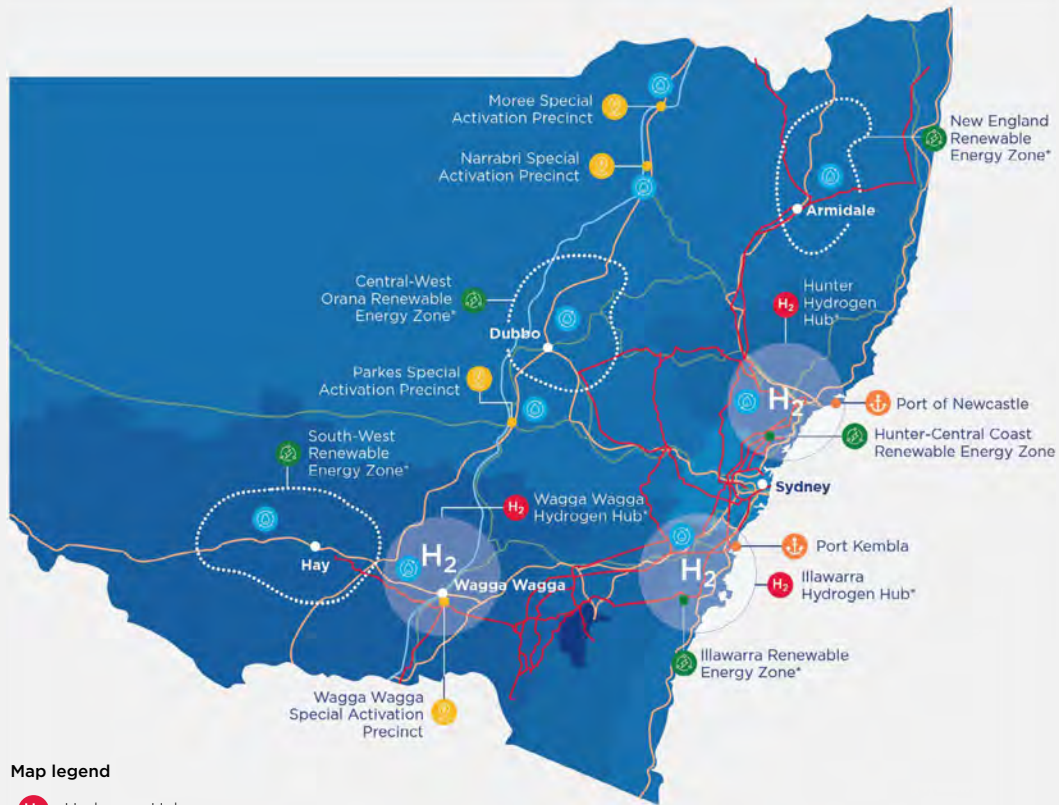 Moree Special
Activation Precinct
Narrabri Special
Activation Precinct
New England
Renewable
Energy Zone*
Armidale
Central-West
Orana Renewable
Energy Zone*
Dubbo
Hunter
Hydrogen
Hub*
H2
H2
Parkes Special
Activation Precinct
Port of Newcastle
Hunter-Central Coast
Renewable Energy Zone
South-West
Renewable
Energy Zone*
Sydney
H2
Wagga Wagga
Hydrogen Hub*
Hay
H2
Wagga Wagga
Port Kembla
H2
H2
Illawarra
Hydrogen Hub*
Illawarra Renewable
Energy Zone*
Wagga Wagga
Special Activation
Precinct
Map legend